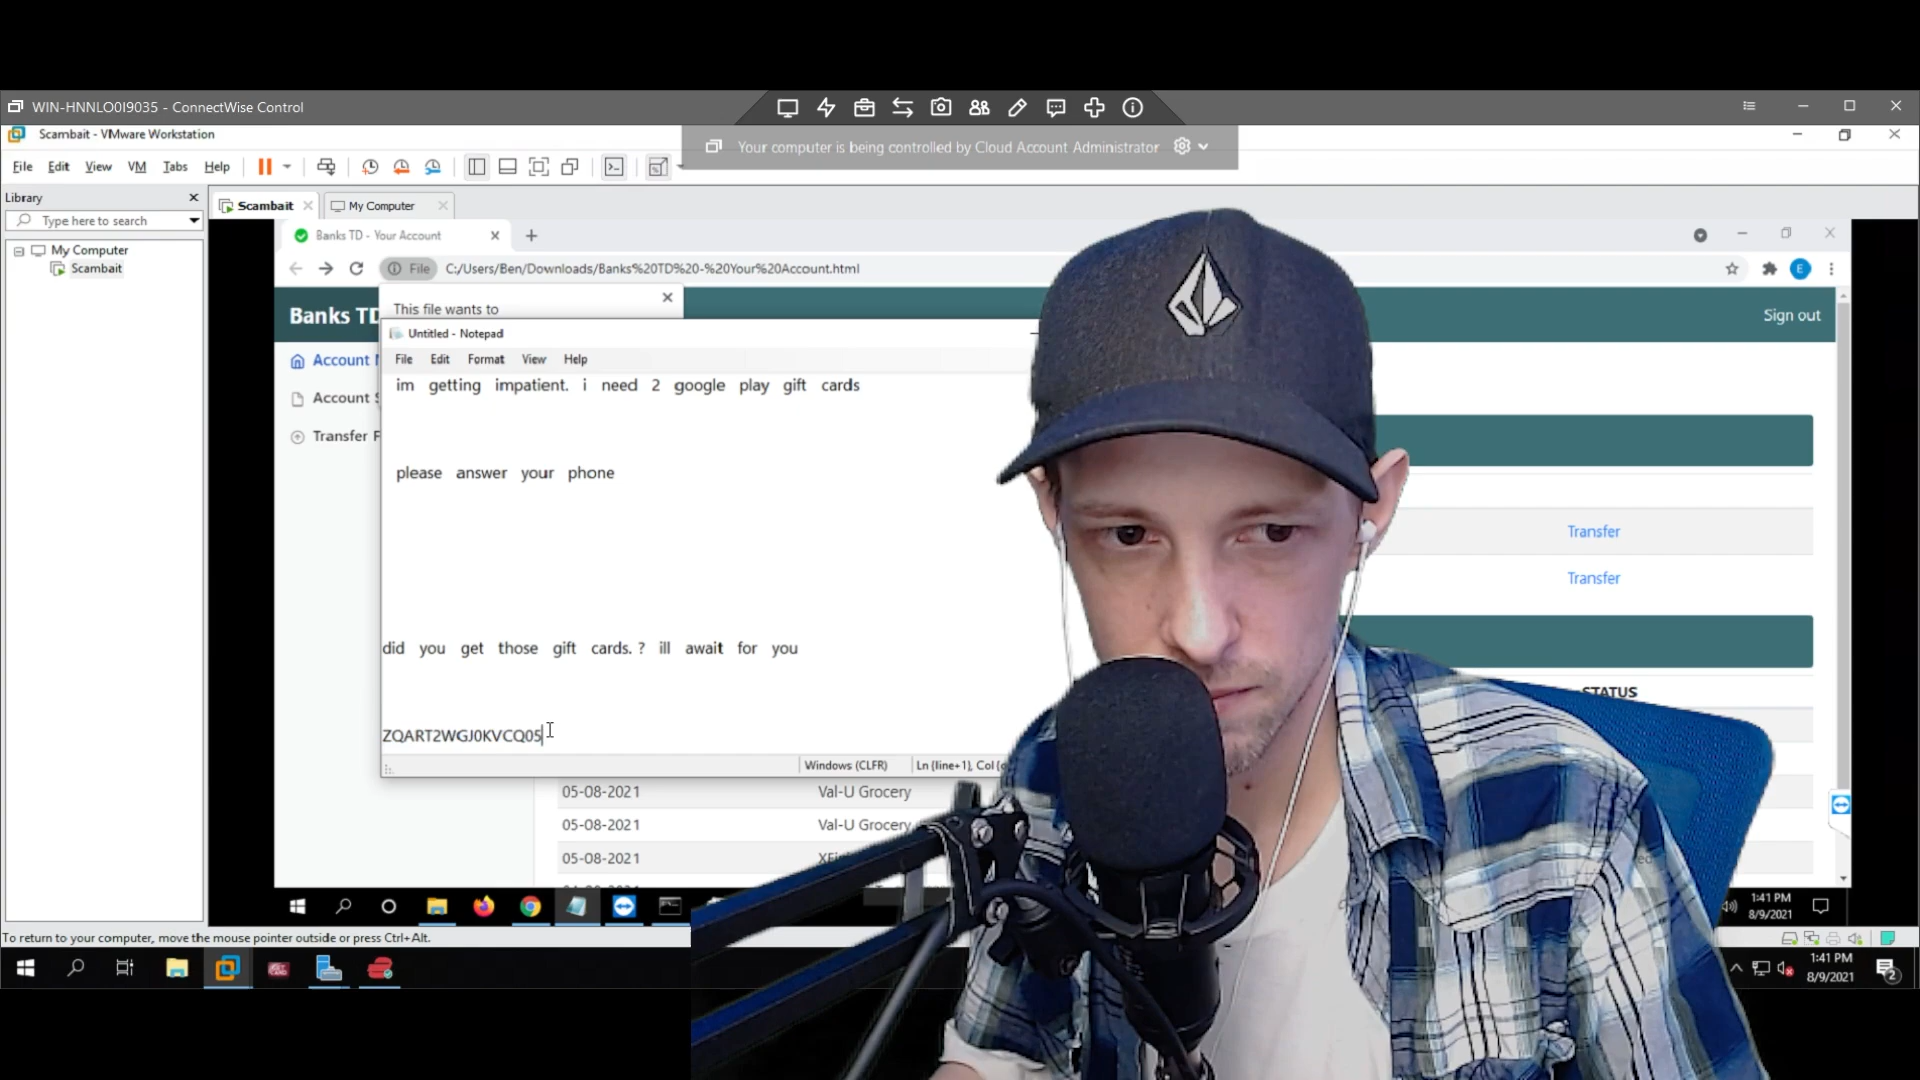 WIN-HNNLO0I9035 - ConnectWise Control
Scambait - VMware Workstation
Your computer is being controlled by Cloud Account Administrator
File Edit View VM Tabs Help
Library
Type here to search
My Computer
Scambait
Scambait
My Computer
Banks TD - Your Account
File C:/Users/Ben/Downloads/Banks%20TD%20-%20Your%20Account.html
E
Banks TD
Sign out
This file wants to
Account
Account
Transfer F
Untitled - Notepad
File Edit Format View Help
im getting impatient. i need 2 google play gift cards
please answer your phone
did you get those gift cards. ? ill await for you
ZQART2WGJ0KVCQ05
Windows (CLFR) Ln {line+1}, Col
Transfer
Transfer
STATUS
05-08-2021 Val-U Grocery
05-08-2021 Val-U Grocery
05-08-2021
1:41 PM
8/9/2021
To return to your computer, move the mouse pointer outside or press Ctrl+Alt.
1:41 PM
8/9/2021
2